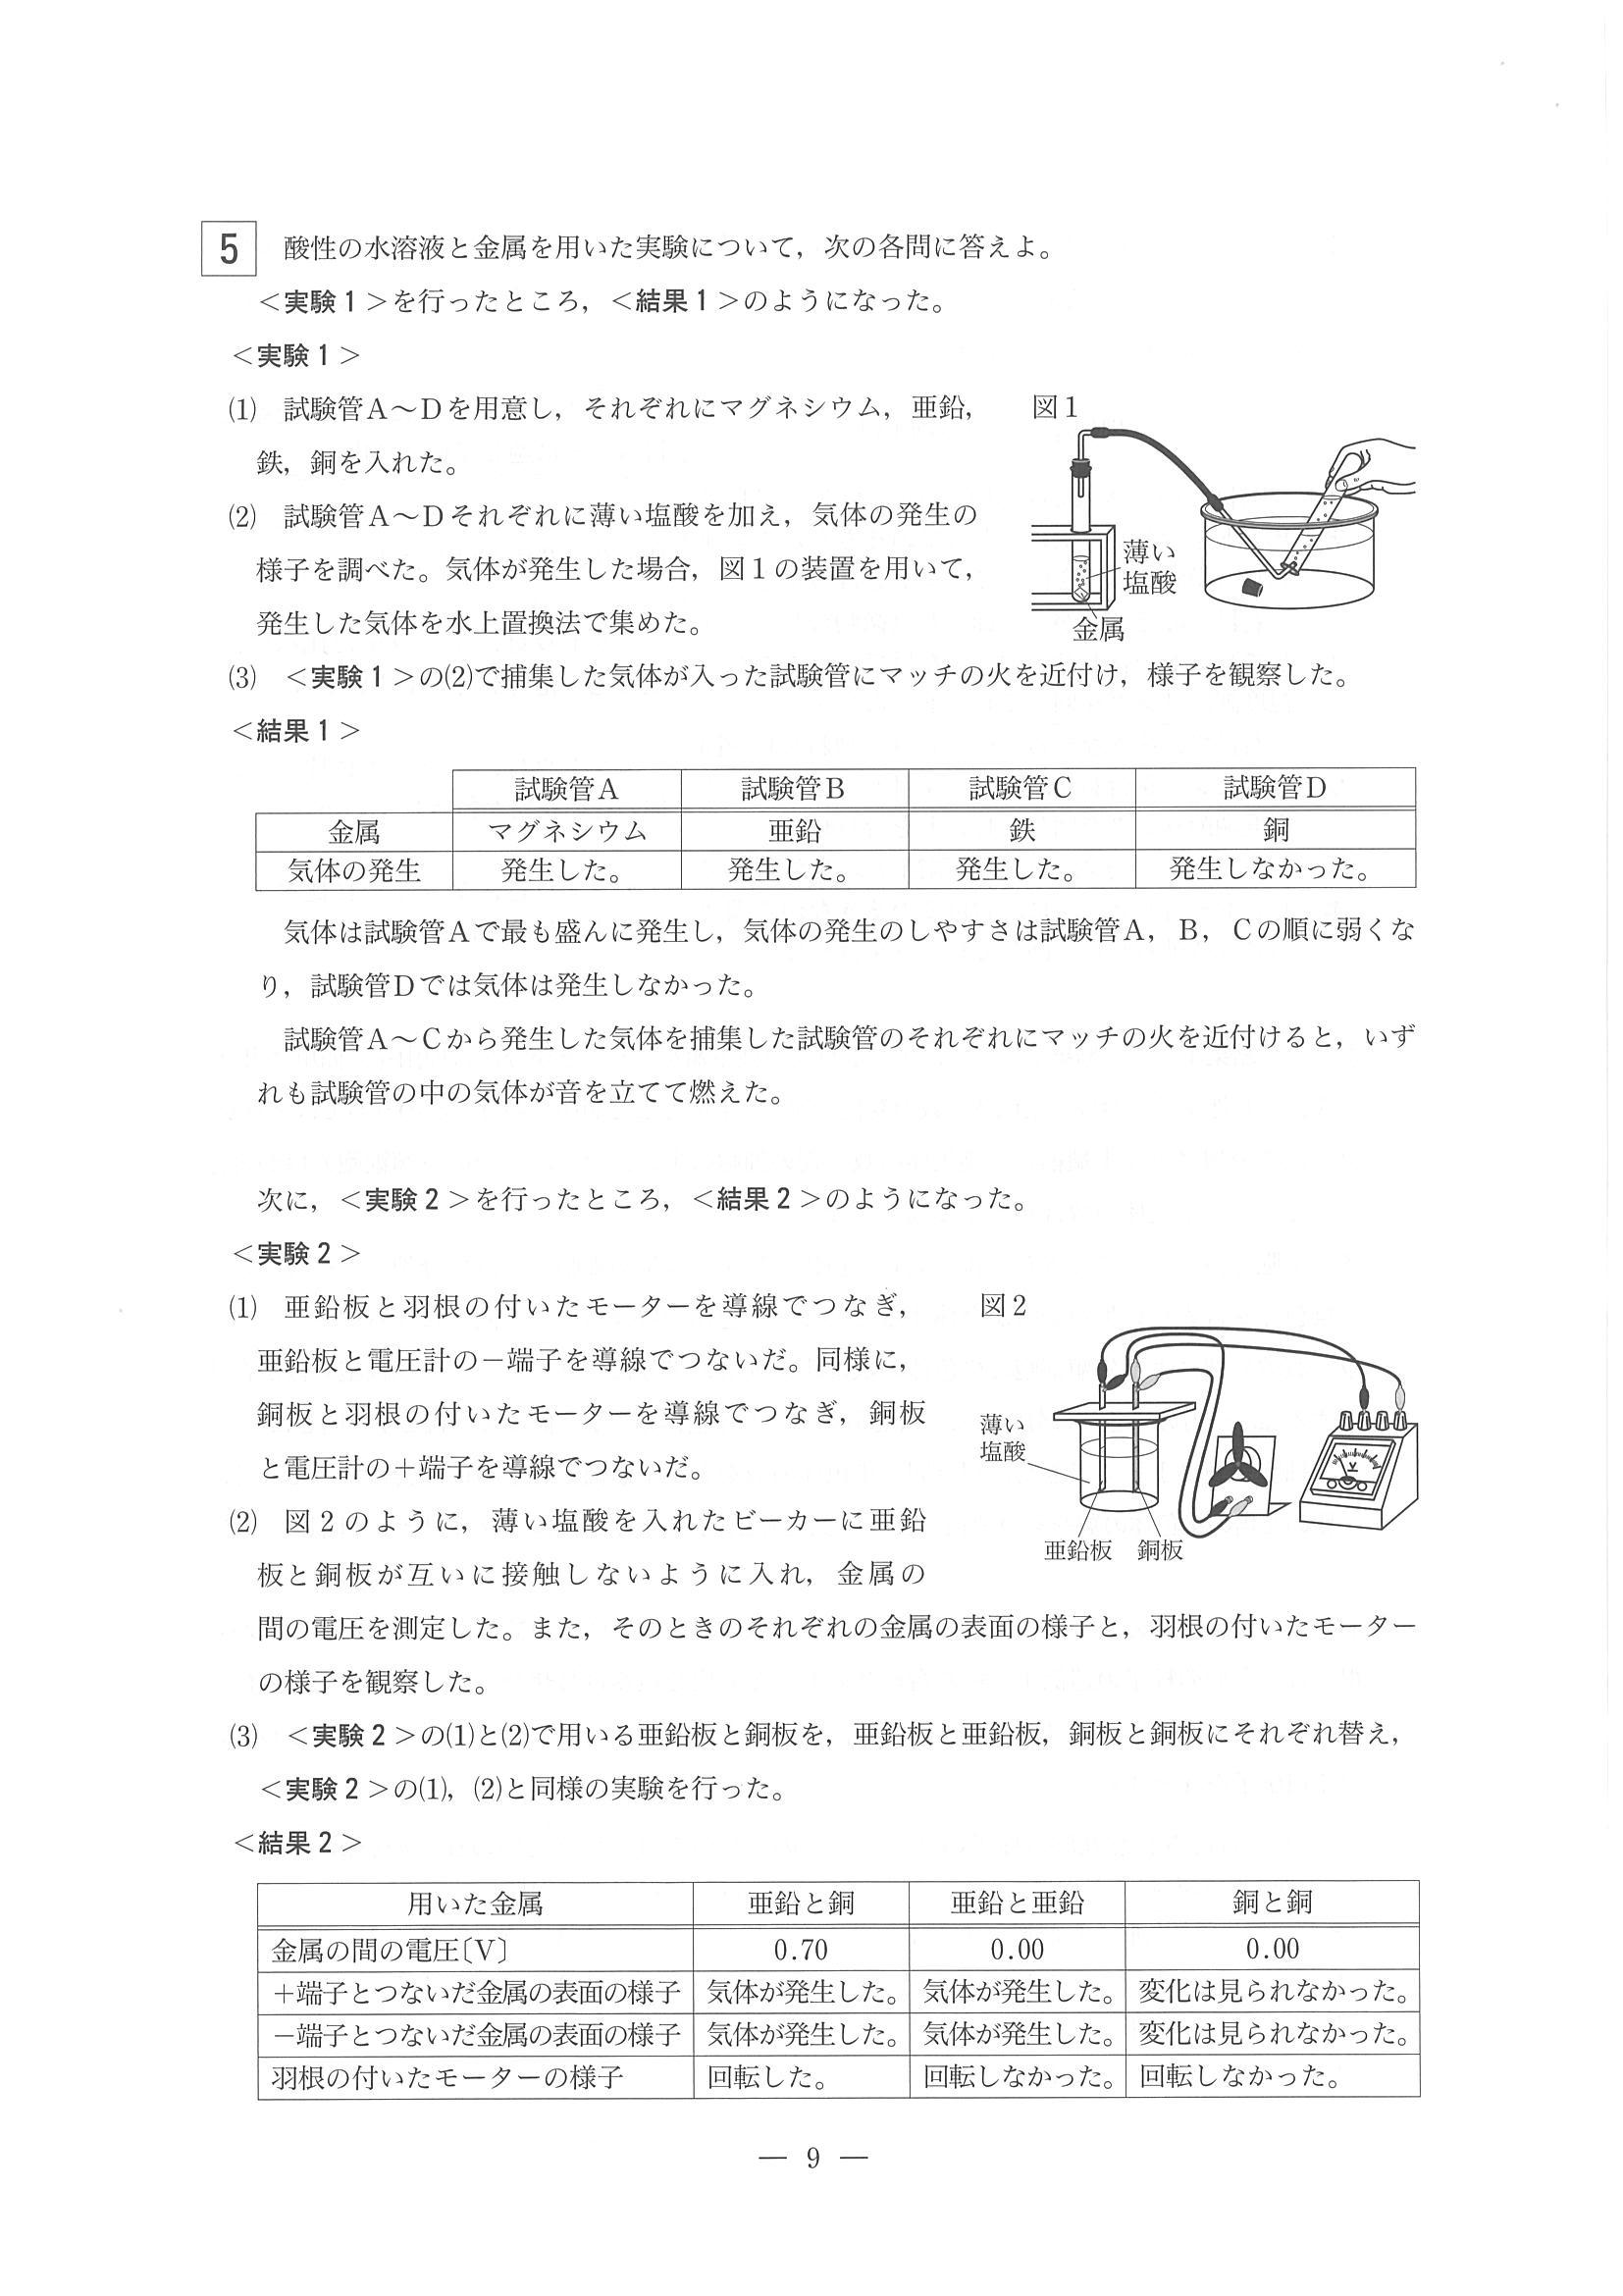 5 酸性の水溶液と金属を用いた実験について，次の各問に答えよ。
＜実験1＞を行ったところ，＜結果1＞のようになった。
＜実験1＞
(1) 試験管A～Dを用意し，それぞれにマグネシウム，亜鉛，
鉄，銅を入れた。
(2) 試験管A～Dそれぞれに薄い塩酸を加え，気体の発生の
様子を調べた。気体が発生した場合，図1の装置を用いて，
発生した気体を水上置換法で集めた。
図1
薄い
塩酸
金属
(3) ＜実験1＞の(2)で捕集した気体が入った試験管にマッチの火を近付け，様子を観察した。
＜結果1＞
試験管A 試験管B 試験管C 試験管D
金属 マグネシウム 亜鉛 鉄 銅
気体の発生 発生した。 発生した。 発生した。 発生しなかった。
気体は試験管Aで最も盛んに発生し，気体の発生のしやすさは試験管A，B，Cの順に弱くな
り，試験管Dでは気体は発生しなかった。
試験管A～Cから発生した気体を捕集した試験管のそれぞれにマッチの火を近付けると，いず
れも試験管の中の気体が音を立てて燃えた。
次に，＜実験2＞を行ったところ，＜結果2＞のようになった。
＜実験2＞
(1) 亜鉛板と羽根の付いたモーターを導線でつなぎ，
亜鉛板と電圧計の－端子を導線でつないだ。同様に，
銅板と羽根の付いたモーターを導線でつなぎ，銅板
と電圧計の＋端子を導線でつないだ。
(2) 図2のように，薄い塩酸を入れたビーカーに亜鉛
板と銅板が互いに接触しないように入れ，金属の
間の電圧を測定した。また，そのときのそれぞれの金属の表面の様子と，羽根の付いたモーター
の様子を観察した。
図2
薄い
塩酸
V
亜鉛板 銅板
(3) ＜実験2＞の(1)と(2)で用いる亜鉛板と銅板を，亜鉛板と亜鉛板，銅板と銅板にそれぞれ替え，
＜実験2＞の(1)，(2)と同様の実験を行った。
＜結果2＞
用いた金属 亜鉛と銅 亜鉛と亜鉛 銅と銅
金属の間の電圧〔V〕 0.70 0.00 0.00
＋端子とつないだ金属の表面の様子 気体が発生した。 気体が発生した。 変化は見られなかった。
－端子とつないだ金属の表面の様子 気体が発生した。 気体が発生した。 変化は見られなかった。
羽根の付いたモーターの様子 回転した。 回転しなかった。 回転しなかった。
― 9 ―